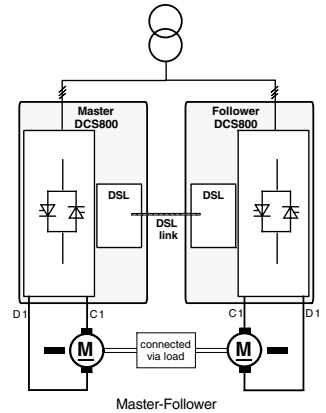 Master
DCS800
Follower
DCS800
DSL
DSL
DSL
link
D1
C1
C1
D1
M
connected
via load
M
Master-Follower